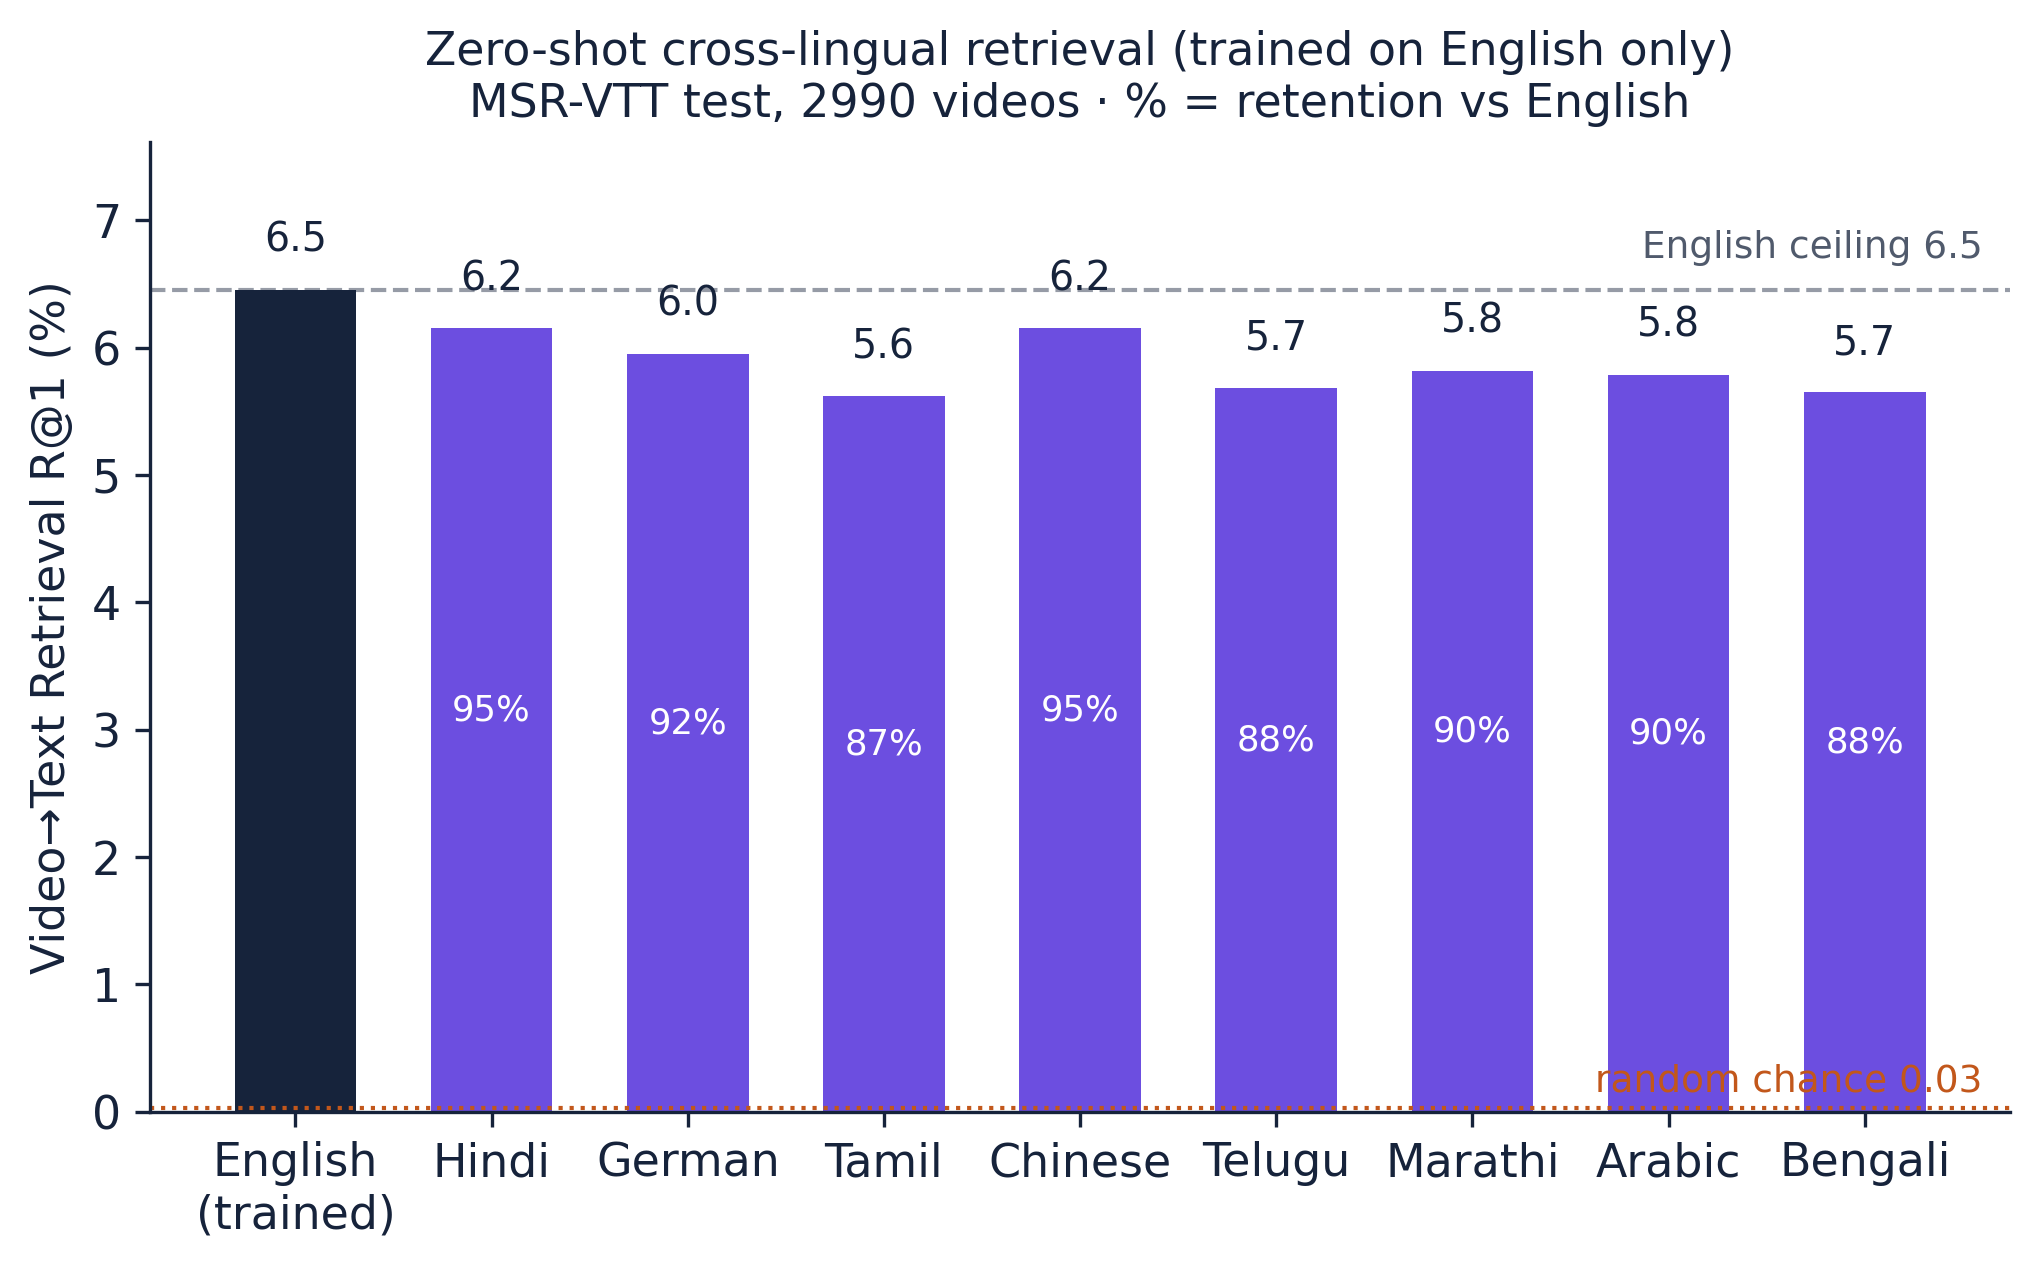 Zero-shot cross-lingual retrieval (trained on English only)
MSR-VTT test, 2990 videos · % = retention vs English
Video→Text Retrieval R@1 (%)
7
6
5
4
3
2
1
0
English ceiling 6.5
6.5
6.2
6.0
5.6
6.2
5.7
5.8
5.8
5.7
95%
92%
87%
95%
88%
90%
90%
88%
random chance 0.03
English
(trained)
Hindi
German
Tamil
Chinese
Telugu
Marathi
Arabic
Bengali